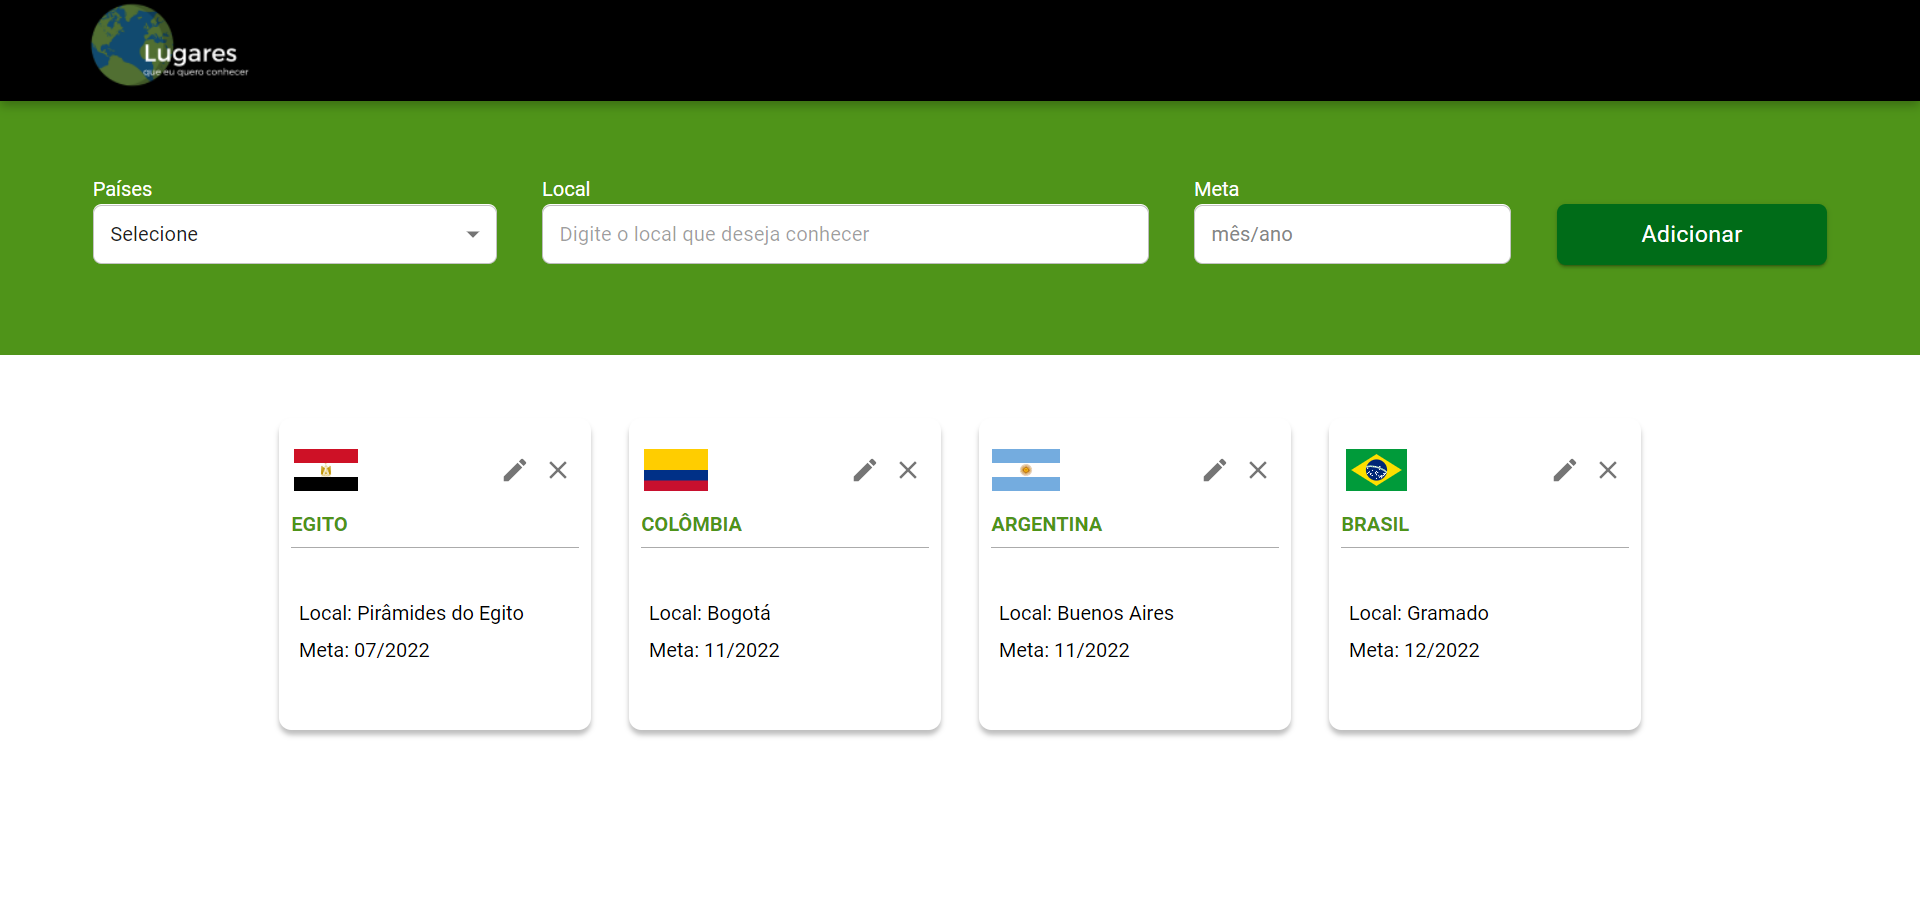 Lugares
que eu quero conhecer
Países
Local
Meta
Selecione
Digite o local que deseja conhecer
mês/ano
Adicionar
EGITO
Local: Pirâmides do Egito
Meta: 07/2022
COLÔMBIA
Local: Bogotá
Meta: 11/2022
ARGENTINA
Local: Buenos Aires
Meta: 11/2022
BRASIL
Local: Gramado
Meta: 12/2022